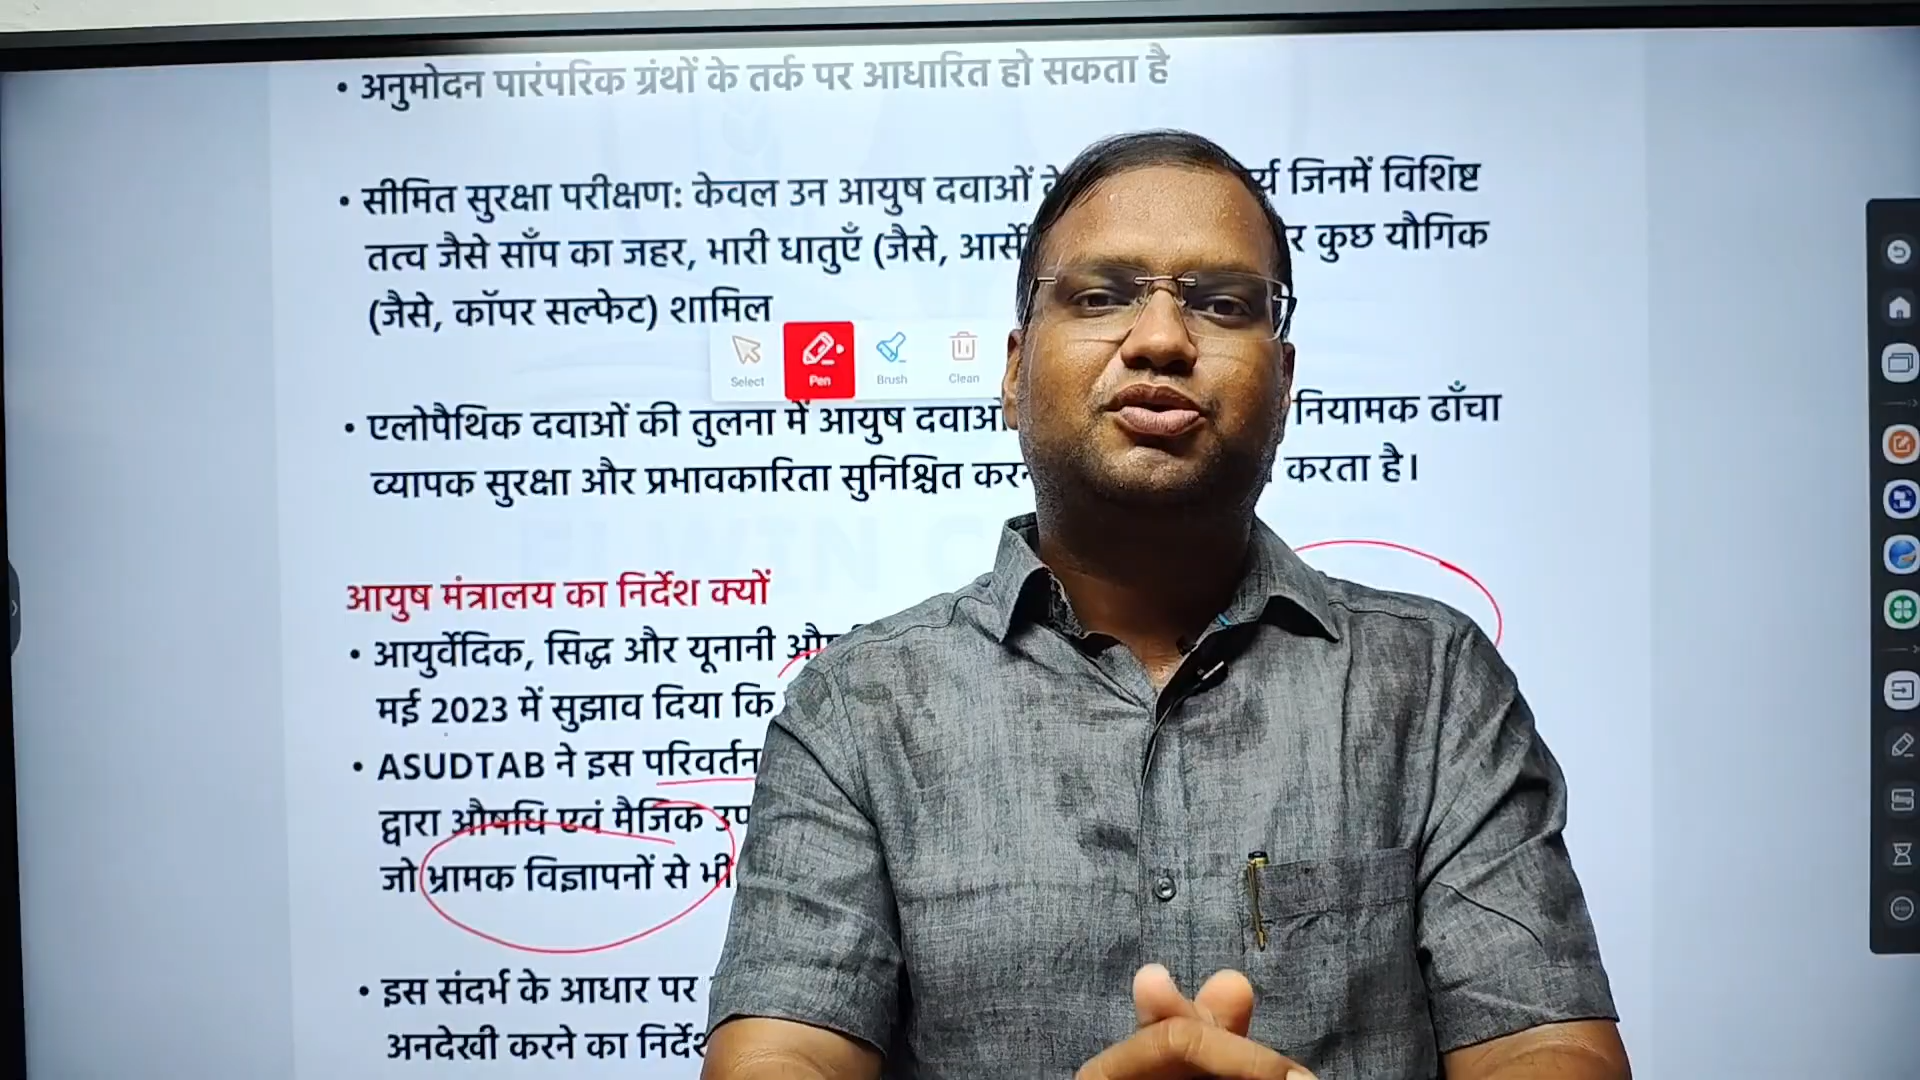 • अनुमोदन पारंपरिक ग्रंथों के तर्क पर आधारित हो सकता है
• सीमित सुरक्षा परीक्षण: केवल उन आयुष दवाओं जिनमें विशिष्ट
तत्व जैसे साँप का जहर, भारी धातुएँ (जैसे, कुछ यौगिक
(जैसे, कॉपर सल्फेट) शामिल
Select Pen Brush Clean
• एलोपैथिक दवाओं की तुलना में आयुष नियामक ढाँचा
व्यापक सुरक्षा और प्रभावकारिता सुनिश्चित करता है।
आयुष मंत्रालय का निर्देश क्यों
• आयुर्वेदिक, सिद्ध और यूनानी
मई 2023 में सुझाव दिया कि
• ASUDTAB ने इस परिवर्तन
द्वारा औषधि एवं मैजिक
जो भ्रामक विज्ञापनों से भी
• इस संदर्भ के आधार पर
अनदेखी करने का